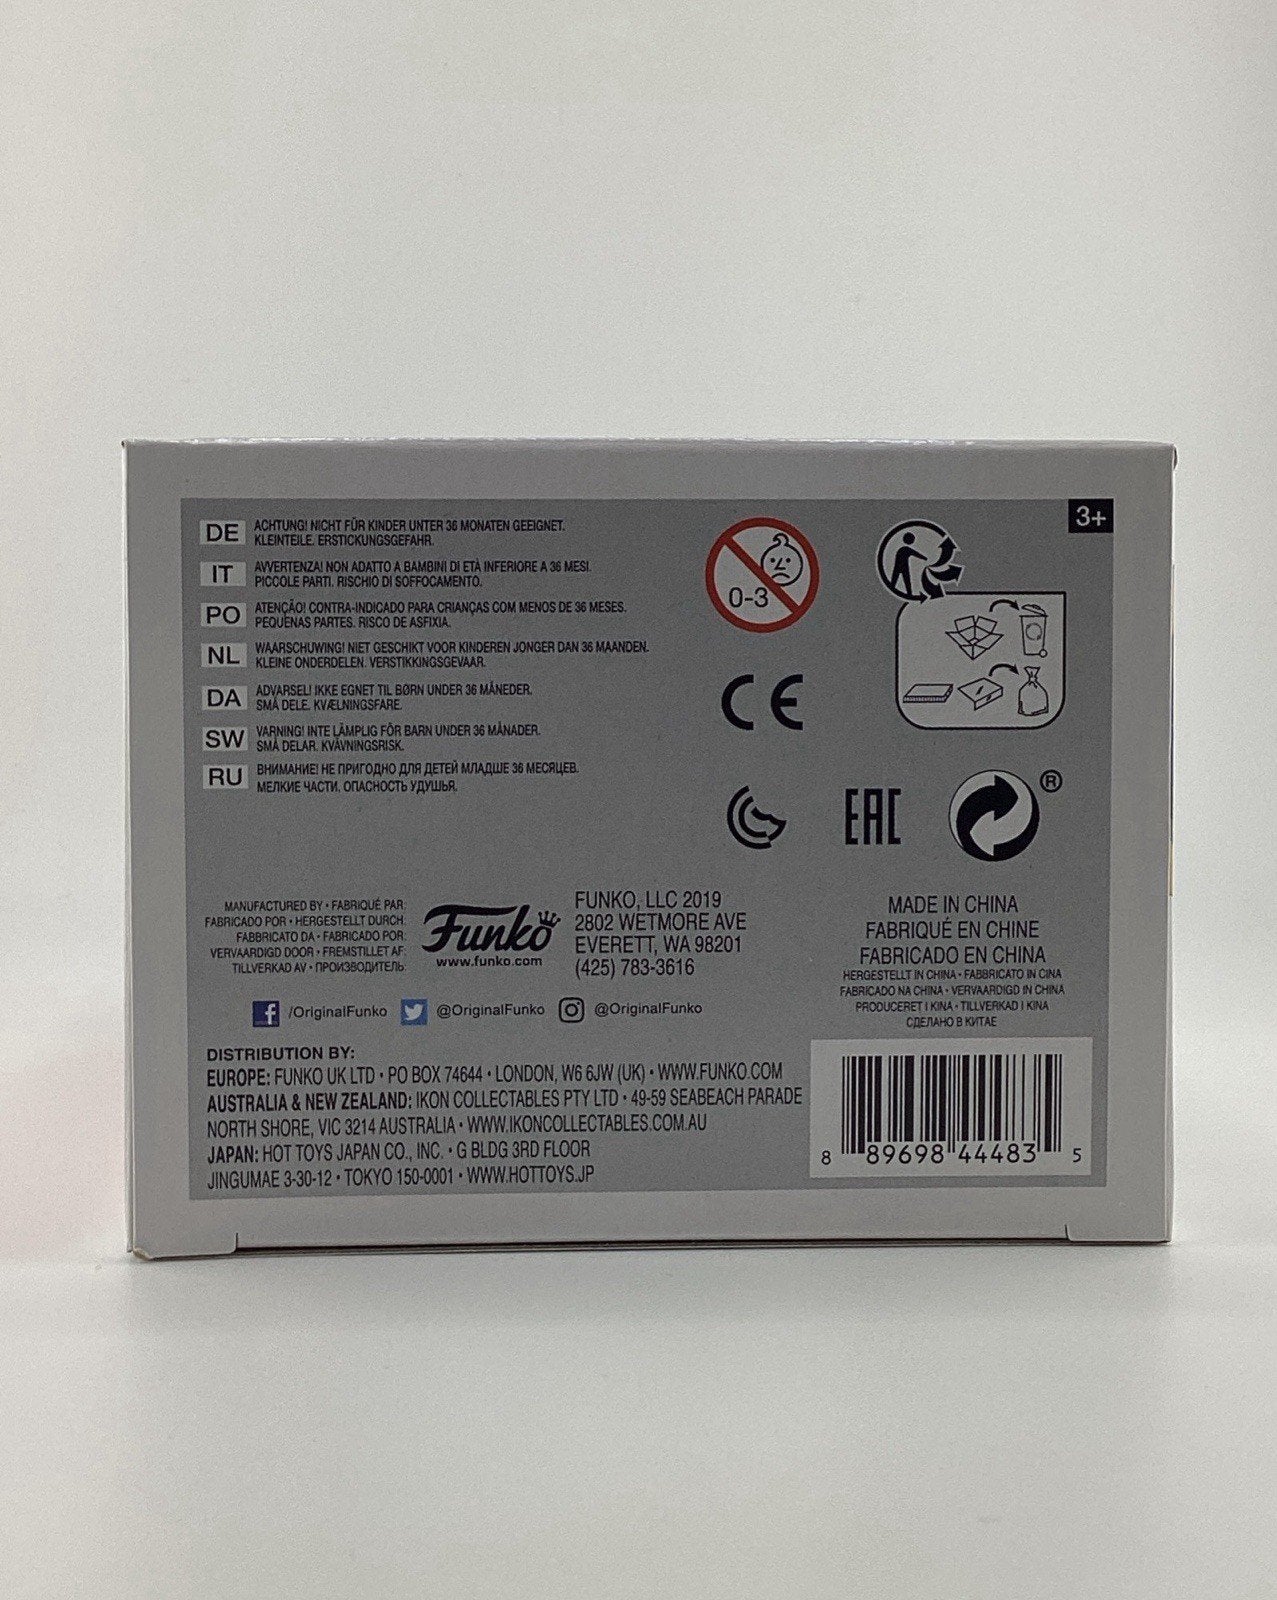 3+
DE ACHTUNG! NICHT FÜR KINDER UNTER 36 MONATEN GEEIGNET.
KLEINTEILE. ERSTICKUNGSGEFAHR.
IT AVVERTENZA! NON ADATTO A BAMBINI DI ETÀ INFERIORE A 36 MESI.
PICCOLE PARTI. RISCHIO DI SOFFOCAMENTO.
PO ATENÇÃO! CONTRA-INDICADO PARA CRIANÇAS COM MENOS DE 36 MESES.
PEQUENAS PARTES. RISCO DE ASFIXIA.
NL WAARSCHUWING! NIET GESCHIKT VOOR KINDEREN JONGER DAN 36 MAANDEN.
KLEINE ONDERDELEN. VERSTIKKINGSGEVAAR.
DA ADVARSEL! IKKE EGNET TIL BØRN UNDER 36 MÅNEDER.
SMÅ DELE. KVÆLNINGSFARE.
SW VARNING! INTE LÄMPLIG FÖR BARN UNDER 36 MÅNADER.
SMÅ DELAR. KVÄVNINGSRISK.
RU ВНИМАНИЕ! НЕ ПРИГОДНО ДЛЯ ДЕТЕЙ МЛАДШЕ 36 МЕСЯЦЕВ.
МЕЛКИЕ ЧАСТИ. ОПАСНОСТЬ УДУШЬЯ.
0-3
CE
EAC
®
MANUFACTURED BY • FABRIQUÉ PAR:
FABRICADO POR • HERGESTELLT DURCH:
FABBRICATO DA • FABRICADO POR:
VERVAARDIGD DOOR • FREMSTILLET AF:
TILLVERKAD AV • ПРОИЗВОДИТЕЛЬ:
Funko
www.funko.com
FUNKO, LLC 2019
2802 WETMORE AVE
EVERETT, WA 98201
(425) 783-3616
MADE IN CHINA
FABRIQUÉ EN CHINE
FABRICADO EN CHINA
HERGESTELLT IN CHINA • FABBRICATO IN CINA
FABRICADO NA CHINA • VERVAARDIGD IN CHINA
PRODUCERET I KINA • TILLVERKAD I KINA
СДЕЛАНО В КИТАЕ
f /OriginalFunko @OriginalFunko @OriginalFunko
DISTRIBUTION BY:
EUROPE: FUNKO UK LTD • PO BOX 74644 • LONDON, W6 6JW (UK) • WWW.FUNKO.COM
AUSTRALIA & NEW ZEALAND: IKON COLLECTABLES PTY LTD • 49-59 SEABEACH PARADE
NORTH SHORE, VIC 3214 AUSTRALIA • WWW.IKONCOLLECTABLES.COM.AU
JAPAN: HOT TOYS JAPAN CO., INC. • G BLDG 3RD FLOOR
JINGUMAE 3-30-12 • TOKYO 150-0001 • WWW.HOTTOYS.JP
8 89698 44483 5